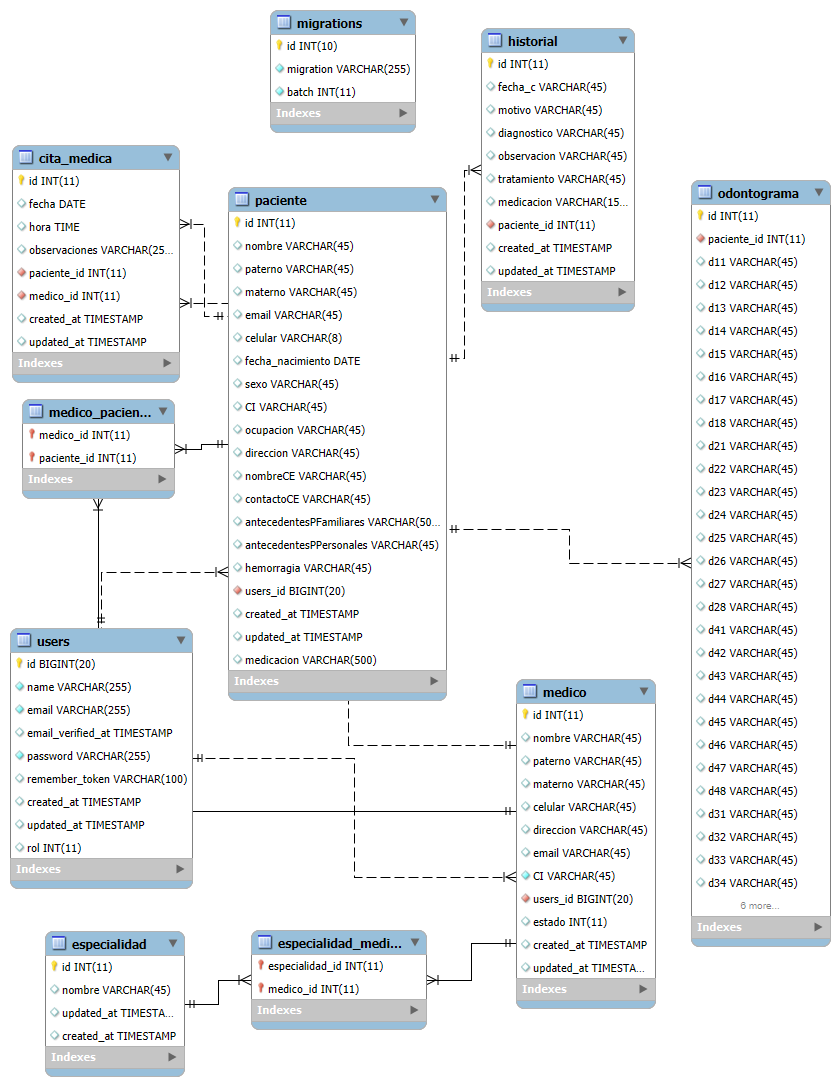 migrations
id INT(10)
migration VARCHAR(255)
batch INT(11)
Indexes
historial
id INT(11)
fecha_c VARCHAR(45)
motivo VARCHAR(45)
diagnostico VARCHAR(45)
observacion VARCHAR(45)
tratamiento VARCHAR(45)
medicacion VARCHAR(15...
paciente_id INT(11)
created_at TIMESTAMP
updated_at TIMESTAMP
Indexes
cita_medica
id INT(11)
fecha DATE
hora TIME
observaciones VARCHAR(25...
paciente_id INT(11)
medico_id INT(11)
created_at TIMESTAMP
updated_at TIMESTAMP
Indexes
paciente
id INT(11)
nombre VARCHAR(45)
paterno VARCHAR(45)
materno VARCHAR(45)
email VARCHAR(45)
celular VARCHAR(8)
fecha_nacimiento DATE
sexo VARCHAR(45)
CI VARCHAR(45)
ocupacion VARCHAR(45)
direccion VARCHAR(45)
nombreCE VARCHAR(45)
contactoCE VARCHAR(45)
antecedentesPFamiliares VARCHAR(50...
antecedentesPPersonales VARCHAR(45)
hemorragia VARCHAR(45)
users_id BIGINT(20)
created_at TIMESTAMP
updated_at TIMESTAMP
medicacion VARCHAR(500)
Indexes
odontograma
id INT(11)
paciente_id INT(11)
d11 VARCHAR(45)
d12 VARCHAR(45)
d13 VARCHAR(45)
d14 VARCHAR(45)
d15 VARCHAR(45)
d16 VARCHAR(45)
d17 VARCHAR(45)
d18 VARCHAR(45)
d21 VARCHAR(45)
d22 VARCHAR(45)
d23 VARCHAR(45)
d24 VARCHAR(45)
d25 VARCHAR(45)
d26 VARCHAR(45)
d27 VARCHAR(45)
d28 VARCHAR(45)
d41 VARCHAR(45)
d42 VARCHAR(45)
d43 VARCHAR(45)
d44 VARCHAR(45)
d45 VARCHAR(45)
d46 VARCHAR(45)
d47 VARCHAR(45)
d48 VARCHAR(45)
d31 VARCHAR(45)
d32 VARCHAR(45)
d33 VARCHAR(45)
d34 VARCHAR(45)
6 more...
Indexes
medico_pacien...
medico_id INT(11)
paciente_id INT(11)
Indexes
users
id BIGINT(20)
name VARCHAR(255)
email VARCHAR(255)
email_verified_at TIMESTAMP
password VARCHAR(255)
remember_token VARCHAR(100)
created_at TIMESTAMP
updated_at TIMESTAMP
rol INT(11)
Indexes
medico
id INT(11)
nombre VARCHAR(45)
paterno VARCHAR(45)
materno VARCHAR(45)
celular VARCHAR(45)
direccion VARCHAR(45)
email VARCHAR(45)
CI VARCHAR(45)
users_id BIGINT(20)
estado INT(11)
created_at TIMESTAMP
updated_at TIMESTA...
Indexes
especialidad
id INT(11)
nombre VARCHAR(45)
updated_at TIMESTA...
created_at TIMESTAMP
Indexes
especialidad_medi...
especialidad_id INT(11)
medico_id INT(11)
Indexes